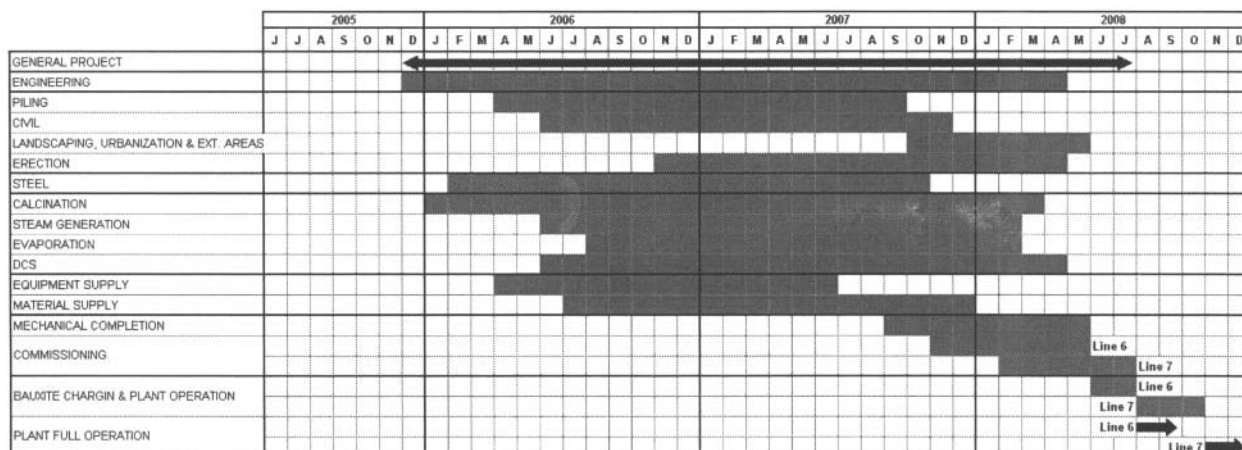 2005 2006 2007 2008
J J A S O N D J F M A M J J A S O N D J F M A M J J A S O N D J F M A M J J A S O N D
GENERAL PROJECT
ENGINEERING
PILING
CIVIL
LANDSCAPING, URBANIZATION & EXT. AREAS
ERECTION
STEEL
CALCINATION
STEAM GENERATION
EVAPORATION
DCS
EQUIPMENT SUPPLY
MATERIAL SUPPLY
MECHANICAL COMPLETION
COMMISSIONING
Line 6
Line 7
BAUXITE CHARGIN & PLANT OPERATION
Line 6
Line 7
PLANT FULL OPERATION
Line 6
Line 7